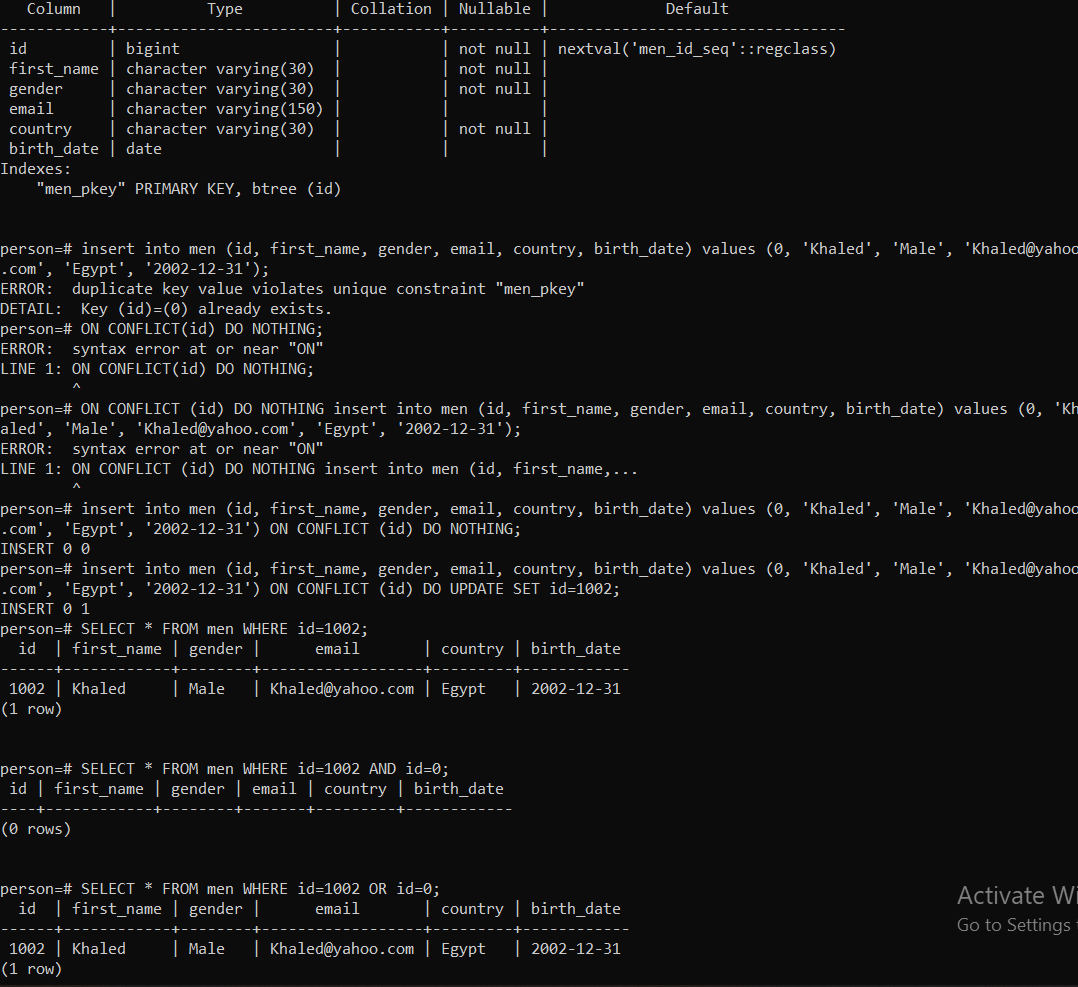 Column   |          Type          | Collation | Nullable |             Default
------------+------------------------+-----------+----------+---------------------------------
 id         | bigint                 |           | not null | nextval('men_id_seq'::regclass)
 first_name | character varying(30)  |           | not null |
 gender     | character varying(30)  |           | not null |
 email      | character varying(150) |           |          |
 country    | character varying(30)  |           | not null |
 birth_date | date                   |           |          |
Indexes:
    "men_pkey" PRIMARY KEY, btree (id)
person=# insert into men (id, first_name, gender, email, country, birth_date) values (0, 'Khaled', 'Male', 'Khaled@yahoo
.com', 'Egypt', '2002-12-31');
ERROR:  duplicate key value violates unique constraint "men_pkey"
DETAIL:  Key (id)=(0) already exists.
person=# ON CONFLICT(id) DO NOTHING;
ERROR:  syntax error at or near "ON"
LINE 1: ON CONFLICT(id) DO NOTHING;
        ^
person=# ON CONFLICT (id) DO NOTHING insert into men (id, first_name, gender, email, country, birth_date) values (0, 'Kh
aled', 'Male', 'Khaled@yahoo.com', 'Egypt', '2002-12-31');
ERROR:  syntax error at or near "ON"
LINE 1: ON CONFLICT (id) DO NOTHING insert into men (id, first_name,...
        ^
person=# insert into men (id, first_name, gender, email, country, birth_date) values (0, 'Khaled', 'Male', 'Khaled@yahoo
.com', 'Egypt', '2002-12-31') ON CONFLICT (id) DO NOTHING;
INSERT 0 0
person=# insert into men (id, first_name, gender, email, country, birth_date) values (0, 'Khaled', 'Male', 'Khaled@yahoo
.com', 'Egypt', '2002-12-31') ON CONFLICT (id) DO UPDATE SET id=1002;
INSERT 0 1
person=# SELECT * FROM men WHERE id=1002;
  id  | first_name | gender |      email       | country | birth_date
------+------------+--------+------------------+---------+------------
 1002 | Khaled     | Male   | Khaled@yahoo.com | Egypt   | 2002-12-31
(1 row)
person=# SELECT * FROM men WHERE id=1002 AND id=0;
 id | first_name | gender | email | country | birth_date
----+------------+--------+-------+---------+------------
(0 rows)
person=# SELECT * FROM men WHERE id=1002 OR id=0;
  id  | first_name | gender |      email       | country | birth_date
------+------------+--------+------------------+---------+------------
 1002 | Khaled     | Male   | Khaled@yahoo.com | Egypt   | 2002-12-31
(1 row)
Activate Wi
Go to Settings